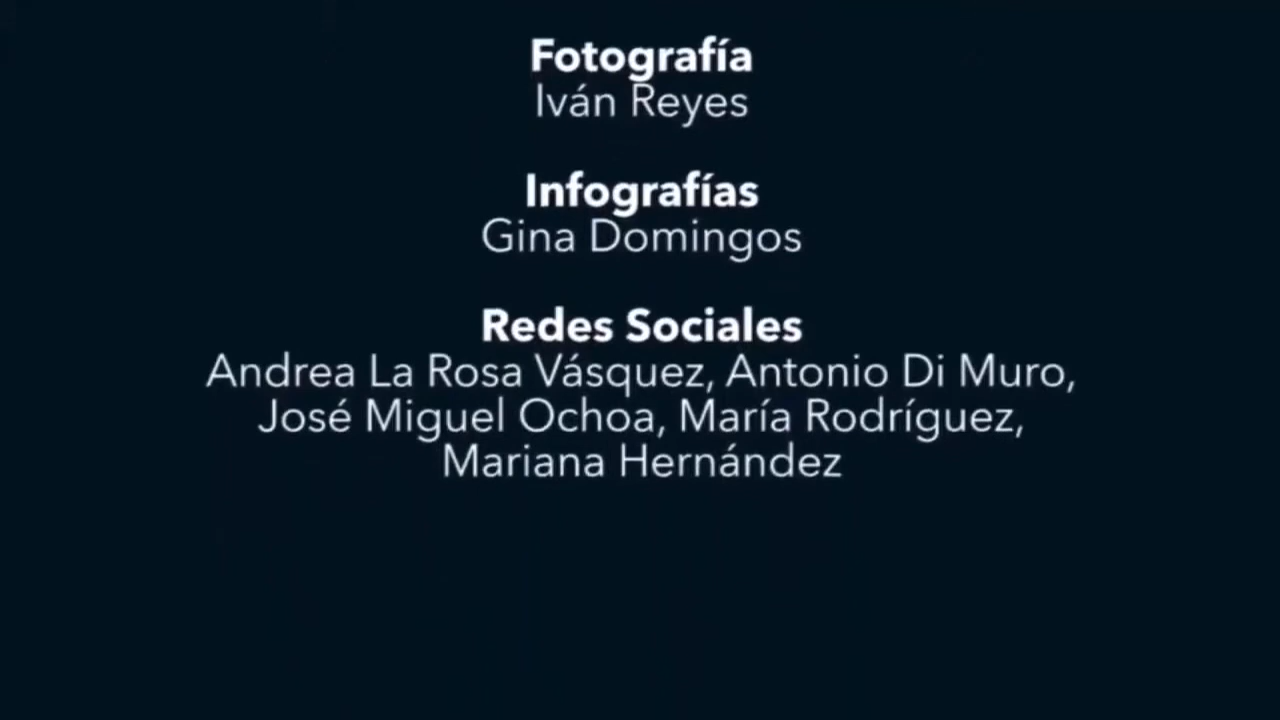 Fotografía
Iván Reyes
Infografías
Gina Domingos
Redes Sociales
Andrea La Rosa Vásquez, Antonio Di Muro,
José Miguel Ochoa, María Rodríguez,
Mariana Hernández